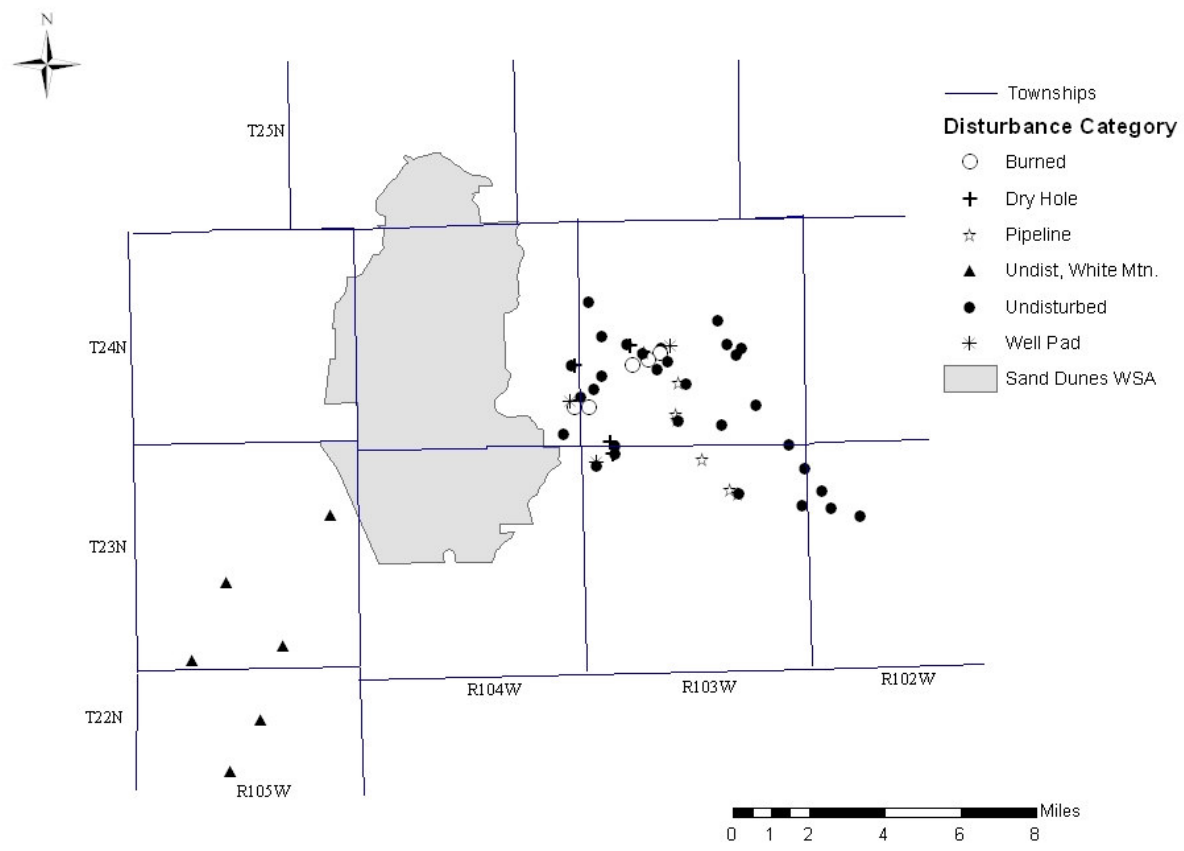 N
Townships
Disturbance Category
Burned
Dry Hole
Pipeline
Undist, White Mtn.
Undisturbed
Well Pad
Sand Dunes WSA
T25N
T24N
T23N
T22N
R104W
R103W
R102W
R105W
Miles
0 1 2 4 6 8